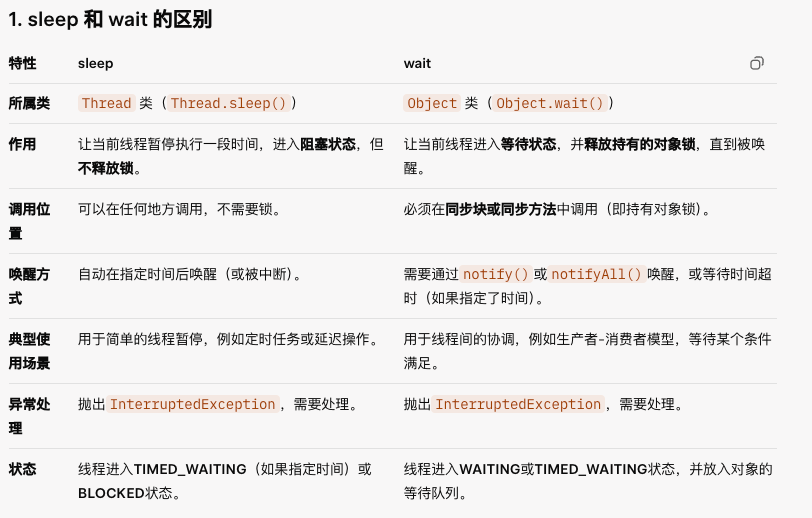 1. sleep 和 wait 的区别
特性 sleep wait
所属类 Thread 类（Thread.sleep()） Object 类（Object.wait()）
作用 让当前线程暂停执行一段时间，进入阻塞状态，但 让当前线程进入等待状态，并释放持有的对象锁，直到被唤
不释放锁。 醒。
调用位 可以在任何地方调用，不需要锁。 必须在同步块或同步方法中调用（即持有对象锁）。
置
唤醒方 自动在指定时间后唤醒（或被中断）。 需要通过 notify() 或 notifyAll() 唤醒，或等待时间超
式 时（如果指定了时间）。
典型使 用于简单的线程暂停，例如定时任务或延迟操作。 用于线程间的协调，例如生产者-消费者模型，等待某个条件
用场景 满足。
异常处 抛出 InterruptedException，需要处理。 抛出 InterruptedException，需要处理。
理
状态 线程进入TIMED_WAITING（如果指定时间）或 线程进入WAITING或TIMED_WAITING状态，并放入对象的
BLOCKED状态。 等待队列。